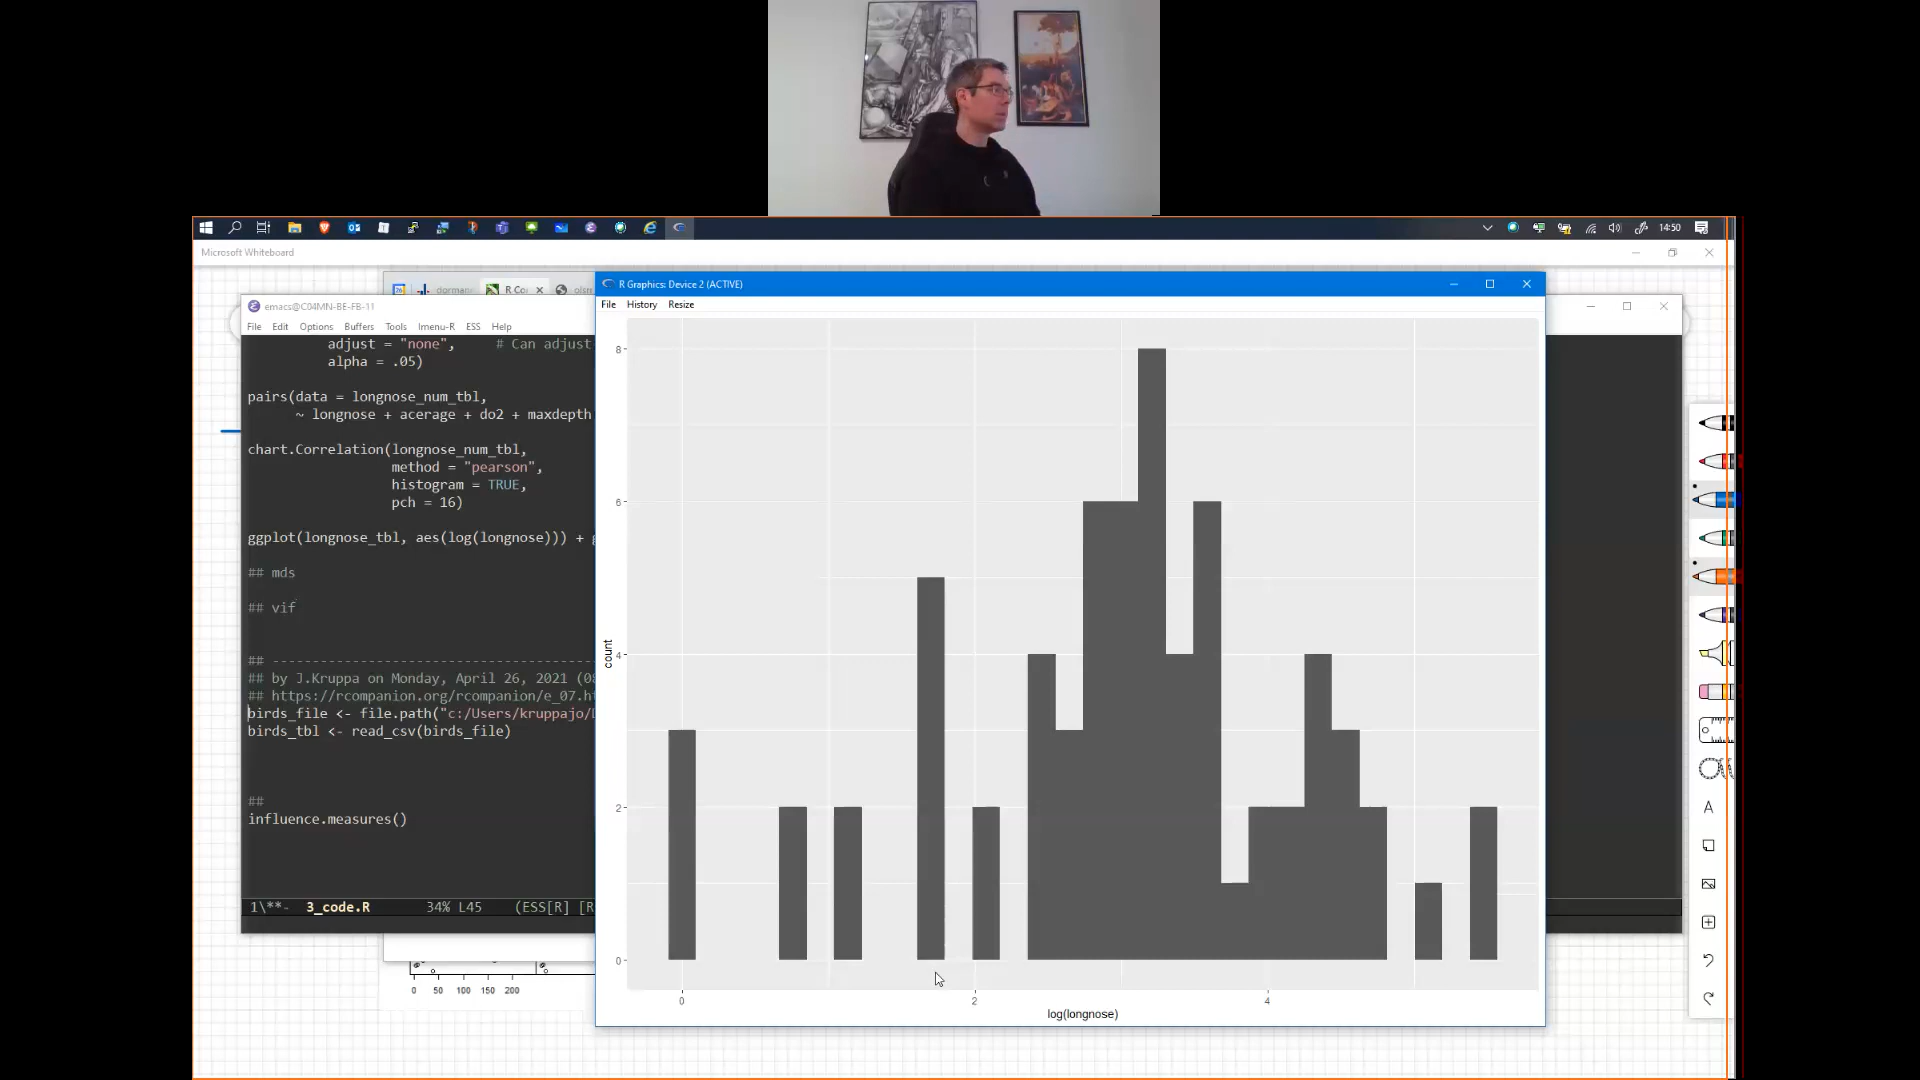 14:50
Microsoft Whiteboard
dorman
R Co
olsr
R Graphics: Device 2 (ACTIVE)
File History Resize
emacs@C04MN-BE-FB-11
File Edit Options Buffers Tools Imenu-R ESS Help
adjust = "none", # Can adjust
alpha = .05)
pairs(data = longnose_num_tbl,
~ longnose + acerage + do2 + maxdepth
chart.Correlation(longnose_num_tbl,
method = "pearson",
histogram = TRUE,
pch = 16)
ggplot(longnose_tbl, aes(log(longnose))) + g
## mds
## vif
## ----------------------------------------
## by J.Kruppa on Monday, April 26, 2021 (08
## https://rcompanion.org/rcompanion/e_07.h
birds_file <- file.path("c:/Users/kruppajo/
birds_tbl <- read_csv(birds_file)
##
influence.measures()
1\**- 3_code.R 34% L45 (ESS[R] [R
0 50 100 150 200
8
6
4
2
0
count
0 2 4
log(longnose)
A